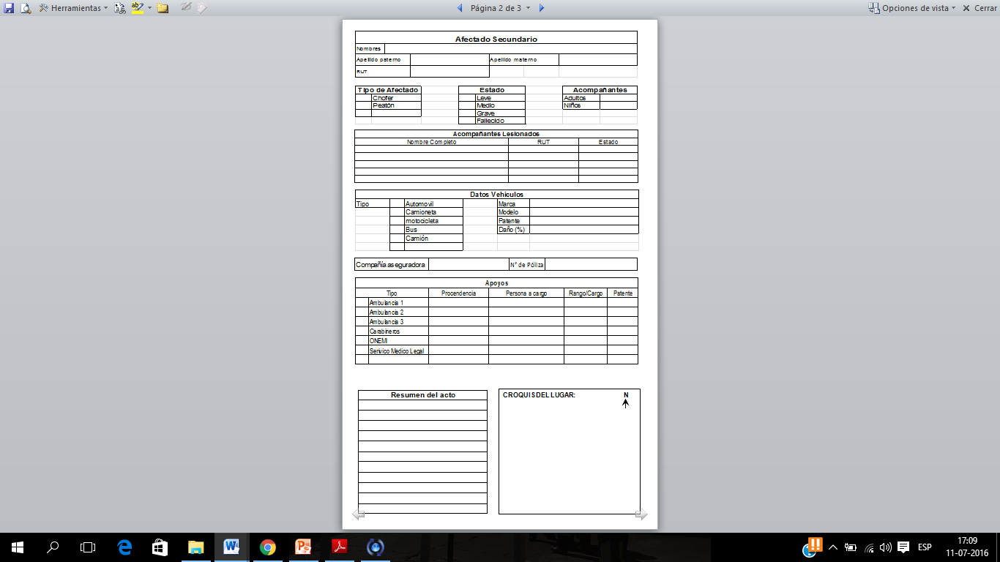 Herramientas
Página 2 de 3
Opciones de vista
Cerrar
Afectado Secundario
Nombres
Apellido paterno Apellido materno
RUT
Tipo de Afectado Estado Acompañantes
Chofer Leve Adultos
Peatón Medio Niños
Grave
Fallecido
Acompañantes Lesionados
Nombre Completo RUT Estado
Datos Vehiculos
Tipo Automovil Marca
Camioneta Modelo
motocicleta Patente
Bus Daño (%)
Camión
Compañía aseguradora N° de Póliza
Apoyos
Tipo Procendencia Persona a cargo Rango/Cargo Patente
Ambulancia 1
Ambulancia 2
Ambulancia 3
Carabineros
ONEMI
Serivico Medico Legal
Resumen del acto
CROQUIS DEL LUGAR: N
ESP
17:09
11-07-2016